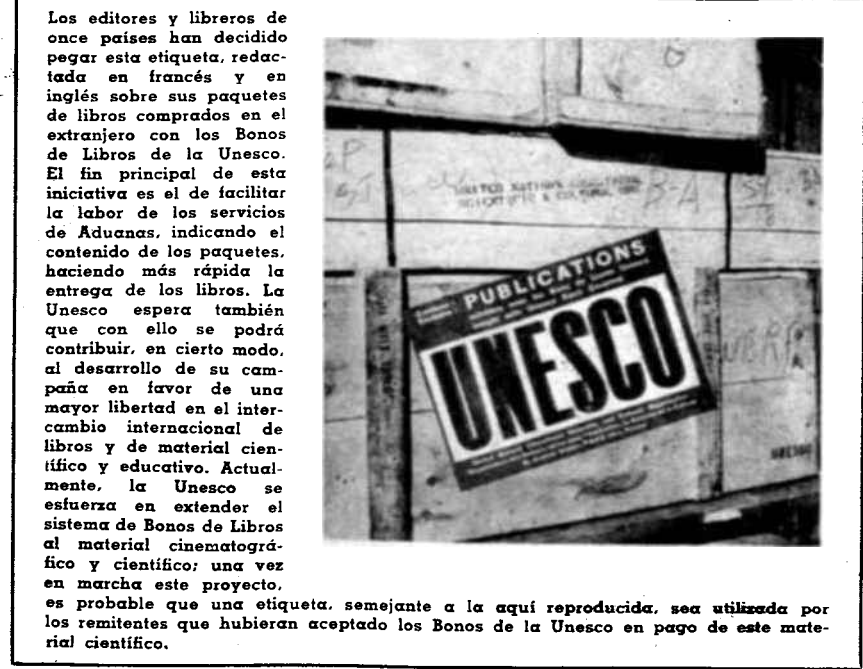 Los editores y libreros de
once países han decidido
pegar esta etiqueta, redac-
tada en francés y en
inglés sobre sus paquetes
de libros comprados en el
extranjero con los Bonos
de Libros de la Unesco.
El fin principal de esta
iniciativa es el de facilitar
la labor de los servicios
de Aduanas, indicando el
contenido de los paquetes,
haciendo más rápida la
entrega de los libros. La
Unesco espera también
que con ello se podrá
contribuir, en cierto modo,
al desarrollo de su cam-
paña en favor de una
mayor libertad en el inter-
cambio internacional de
libros y de material cien-
tífico y educativo. Actual-
mente, la Unesco se
esfuerza en extender el
sistema de Bonos de Libros
al material cinematográ-
fico y científico; una vez
en marcha este proyecto,
es probable que una etiqueta, semejante a la aquí reproducida, sea utilizada por
los remitentes que hubieran aceptado los Bonos de la Unesco en pago de este mate-
rial científico.
UNITED NATIONS EDUCATIONAL
SCIENTIFIC & CULTURAL ORG
B-A
PUBLICATIONS
UNESCO